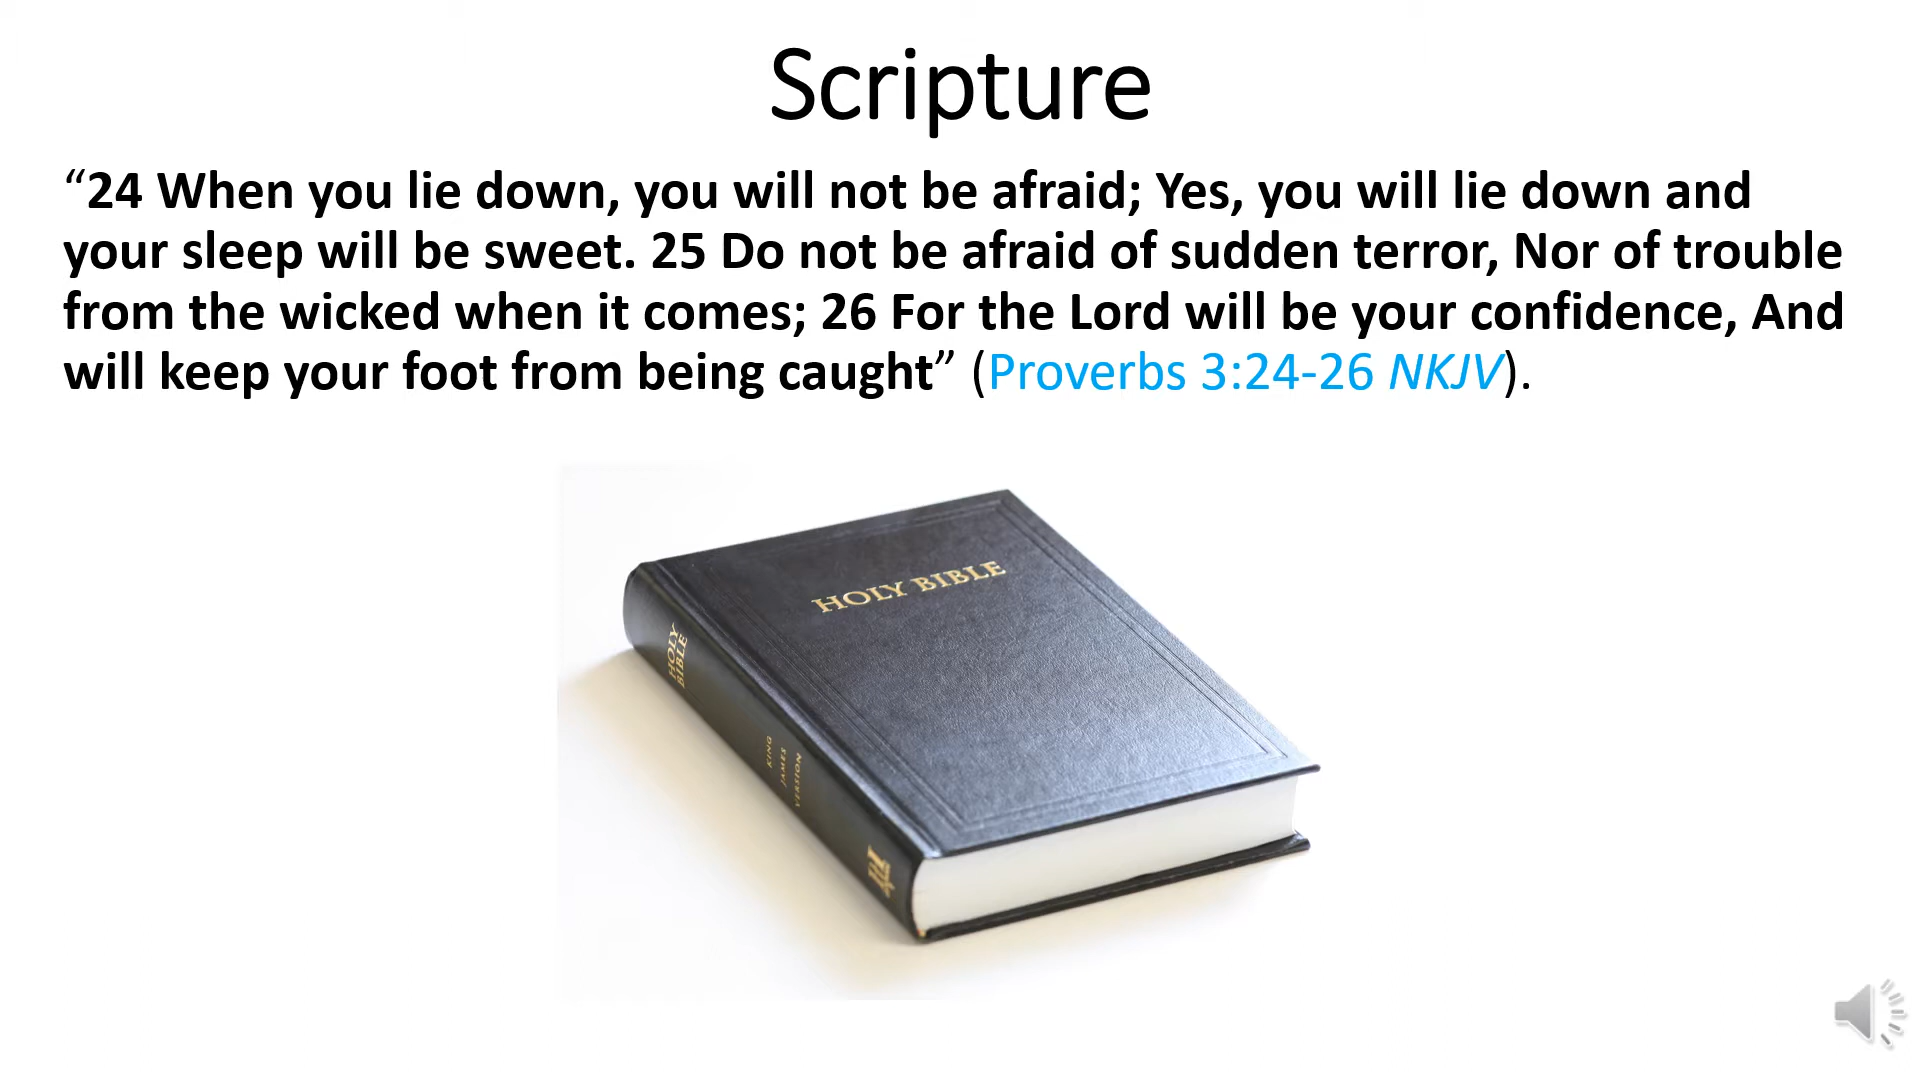 Scripture
“24 When you lie down, you will not be afraid; Yes, you will lie down and
your sleep will be sweet. 25 Do not be afraid of sudden terror, Nor of trouble
from the wicked when it comes; 26 For the Lord will be your confidence, And
will keep your foot from being caught” (Proverbs 3:24-26 NKJV).
HOLY BIBLE
HOLY
BIBLE
KING
JAMES
VERSION